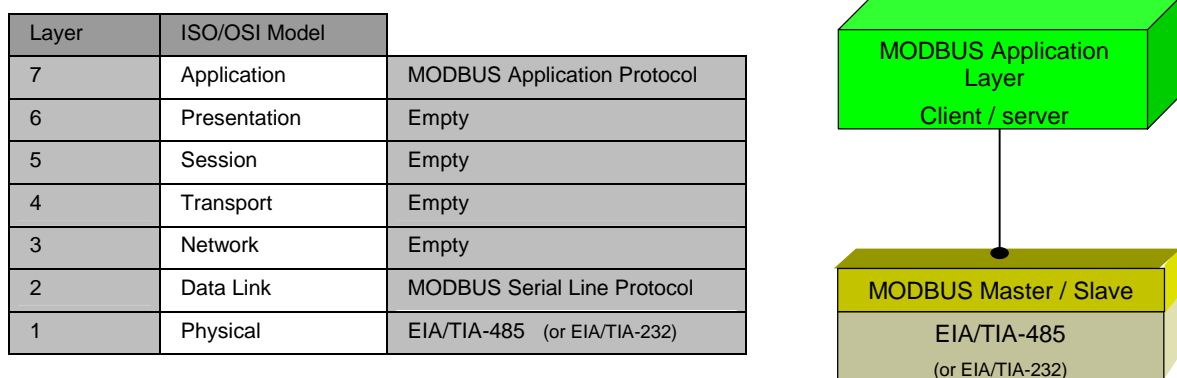 Layer ISO/OSI Model
7 Application MODBUS Application Protocol
6 Presentation Empty
5 Session Empty
4 Transport Empty
3 Network Empty
2 Data Link MODBUS Serial Line Protocol
1 Physical EIA/TIA-485 (or EIA/TIA-232)
MODBUS Application
Layer
Client / server
MODBUS Master / Slave
EIA/TIA-485
(or EIA/TIA-232)